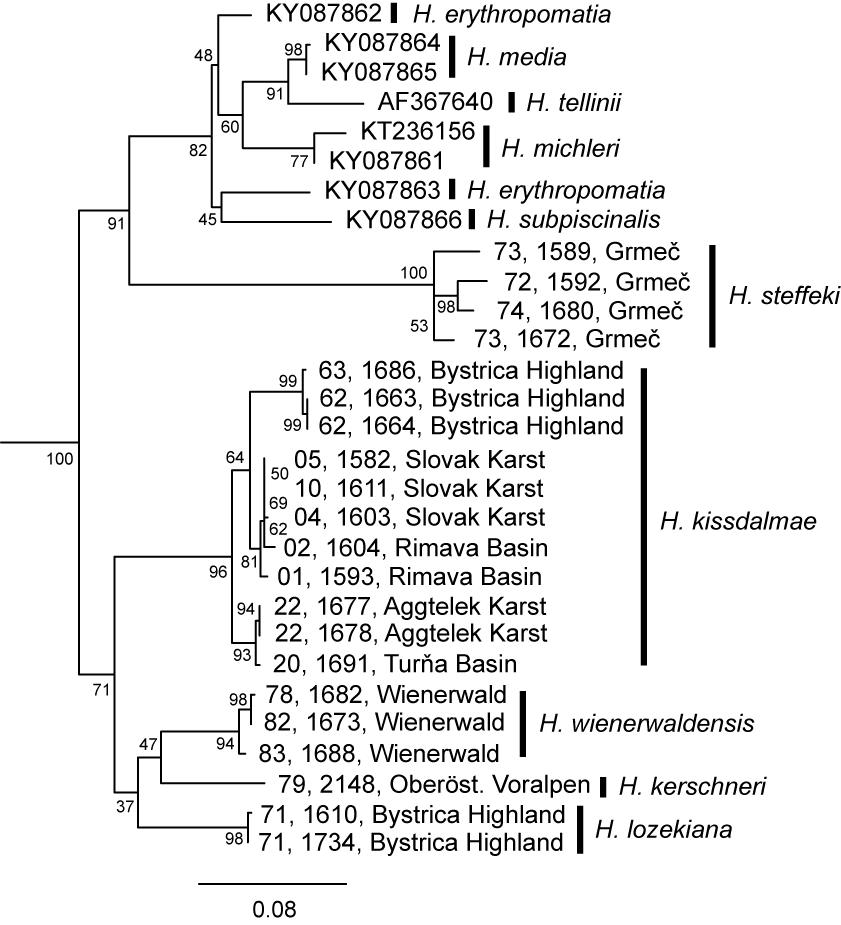 KY087862 H. erythropomatia
48
98 KY087864
KY087865
H. media
91
AF367640 H. tellinii
60
KT236156
KY087861
H. michleri
77
82
KY087863 H. erythropomatia
45
KY087866 H. subpiscinalis
91
73, 1589, Grmeč
100
72, 1592, Grmeč
98
74, 1680, Grmeč
53
73, 1672, Grmeč
H. steffeki
63, 1686, Bystrica Highland
99
62, 1663, Bystrica Highland
99
62, 1664, Bystrica Highland
100
64
05, 1582, Slovak Karst
50
10, 1611, Slovak Karst
69
04, 1603, Slovak Karst
62
02, 1604, Rimava Basin
81
01, 1593, Rimava Basin
H. kissdalmae
96
94
22, 1677, Aggtelek Karst
22, 1678, Aggtelek Karst
93
20, 1691, Turňa Basin
71
98
78, 1682, Wienerwald
82, 1673, Wienerwald
94
83, 1688, Wienerwald
H. wienerwaldensis
47
79, 2148, Oberöst. Voralpen H. kerschneri
37
71, 1610, Bystrica Highland
98
71, 1734, Bystrica Highland
H. lozekiana
0.08